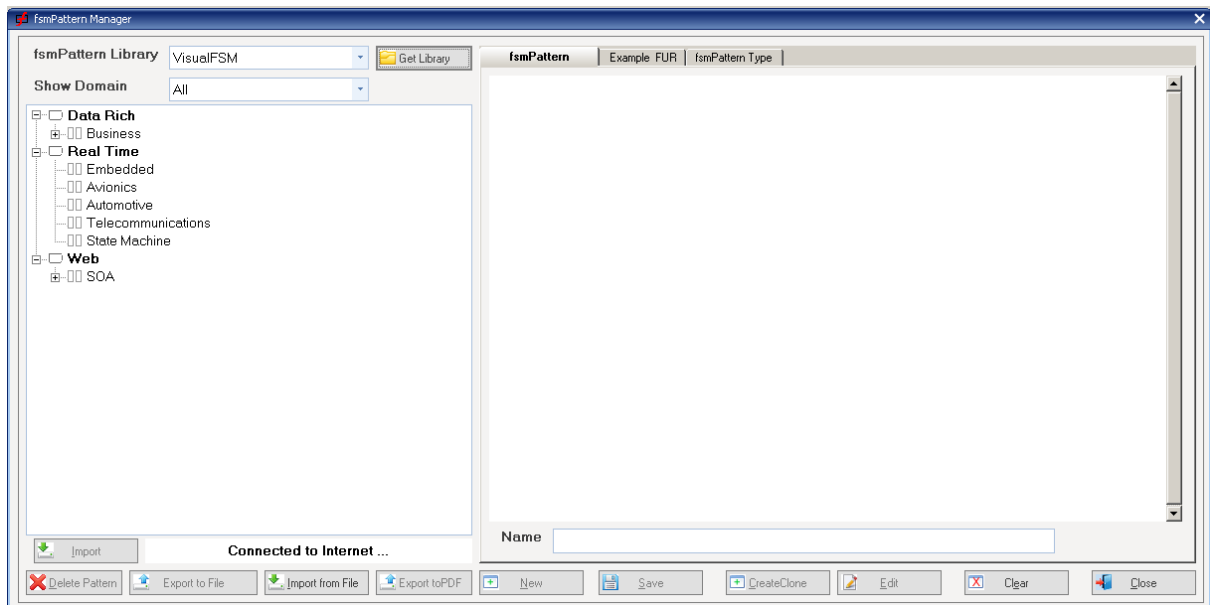 fsmPattern Manager
fsmPattern Library VisualFSM Get Library
Show Domain All
fsmPattern Example FUR fsmPattern Type
Data Rich
Business
Real Time
Embedded
Avionics
Automotive
Telecommunications
State Machine
Web
SOA
Name
Import Connected to Internet ...
Delete Pattern Export to File Import from File Export toPDF New Save CreateClone Edit Clear Close